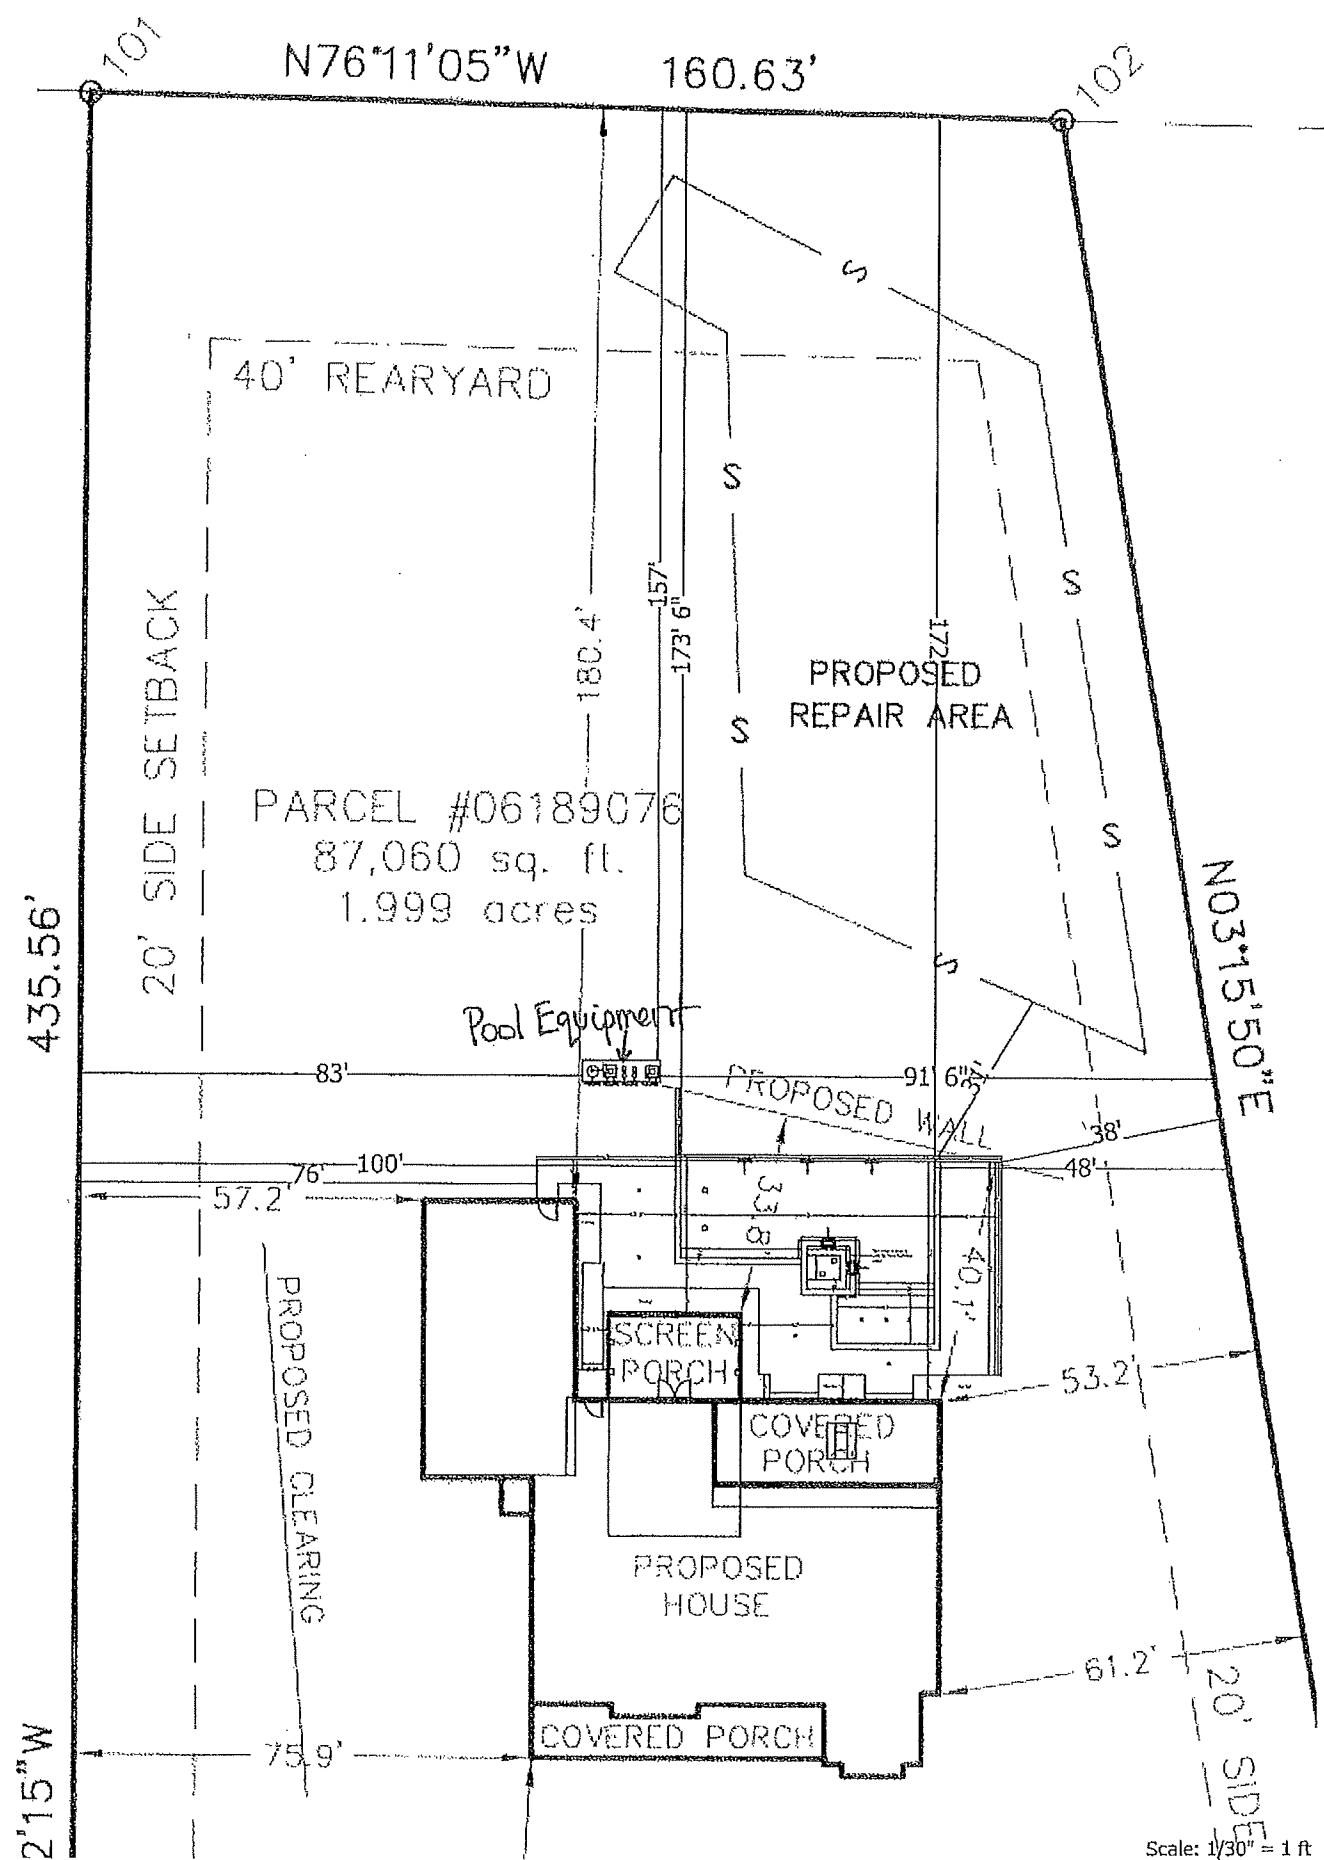 101
N76°11'05"W 160.63'
102
S
40' REARYARD
S
S
157'
173' 6"
180.4'
172'
20' SIDE SETBACK
PROPOSED
REPAIR AREA
S
S
PARCEL #06189076
87,060 sq. ft.
1.999 acres
435.56'
S
N03°15'50"E
Pool Equipment
83'
91' 6"
PROPOSED WALL
38'
100'
76'
48'
57.2'
33.8
40.1'
PROPOSED CLEARING
SCREEN
PORCH
53.2'
COVERED
PORCH
PROPOSED
HOUSE
61.2'
COVERED PORCH
75.9'
2'15"W
20' SIDE
Scale: 1/30" = 1 ft